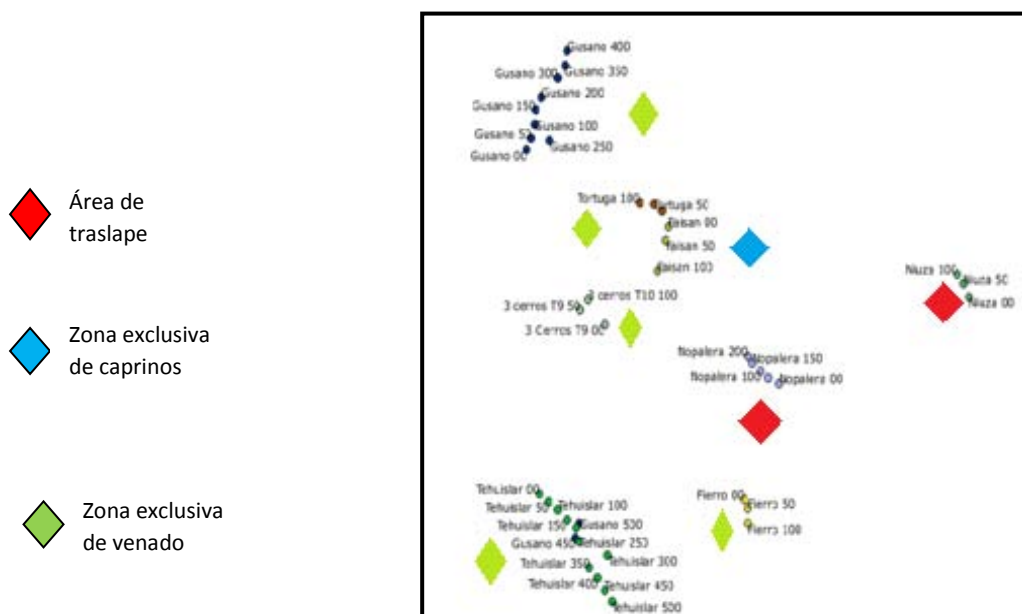 Área de
traslape
Zona exclusiva
de caprinos
Zona exclusiva
de venado
Gusano 400
Gusano 300 Gusano 350
Gusano 200
Gusano 150
Gusano 100
Gusano 50
Gusano 250
Gusano 00
Tortuga 100 Tortuga 50
Faisan 00
Faisan 50
Faisan 100
3 cerros T9 50 3 cerros T10 100
3 Cerros T9 00
Niuza 100
Niuza 50
Niuza 00
Nopalera 200 Nopalera 150
Nopalera 100 Nopalera 00
Tehuislar 00
Tehuislar 50 Tehuislar 100
Tehuislar 150 Gusano 500
Gusano 450 Tehuislar 250
Tehuislar 350 Tehuislar 300
Tehuislar 400 Tehuislar 450
Tehuislar 500
Fierro 00
Fierro 50
Fierro 100